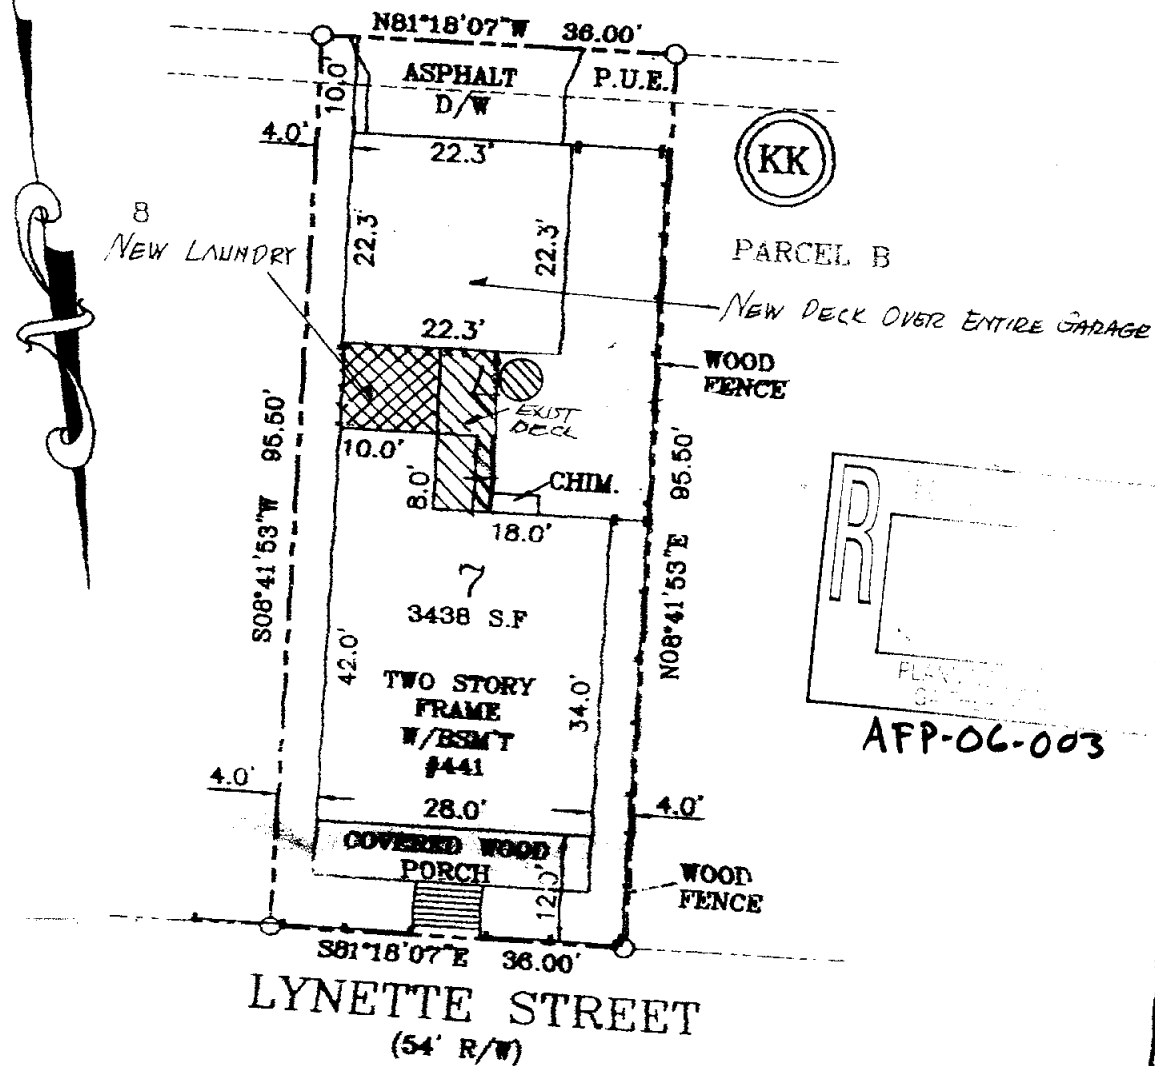 N81°18'07"W 36.00'
10.0'
ASPHALT
D/W
P.U.E.
4.0'
22.3'
KK
8
NEW LAUNDRY
22.3'
22.3'
PARCEL B
NEW DECK OVER ENTIRE GARAGE
22.3'
WOOD
FENCE
EXIST
DECK
10.0'
8.0'
CHIM.
18.0'
S08°41'53"W 95.50'
N08°41'53"E 95.50'
R
7
3438 S.F
42.0'
34.0'
TWO STORY
FRAME
W/BSM'T
#441
AFP-06-003
4.0'
28.0'
4.0'
COVERED WOOD
PORCH
12.0'
WOOD
FENCE
S81°18'07"E 36.00'
LYNETTE STREET
(54' R/W)